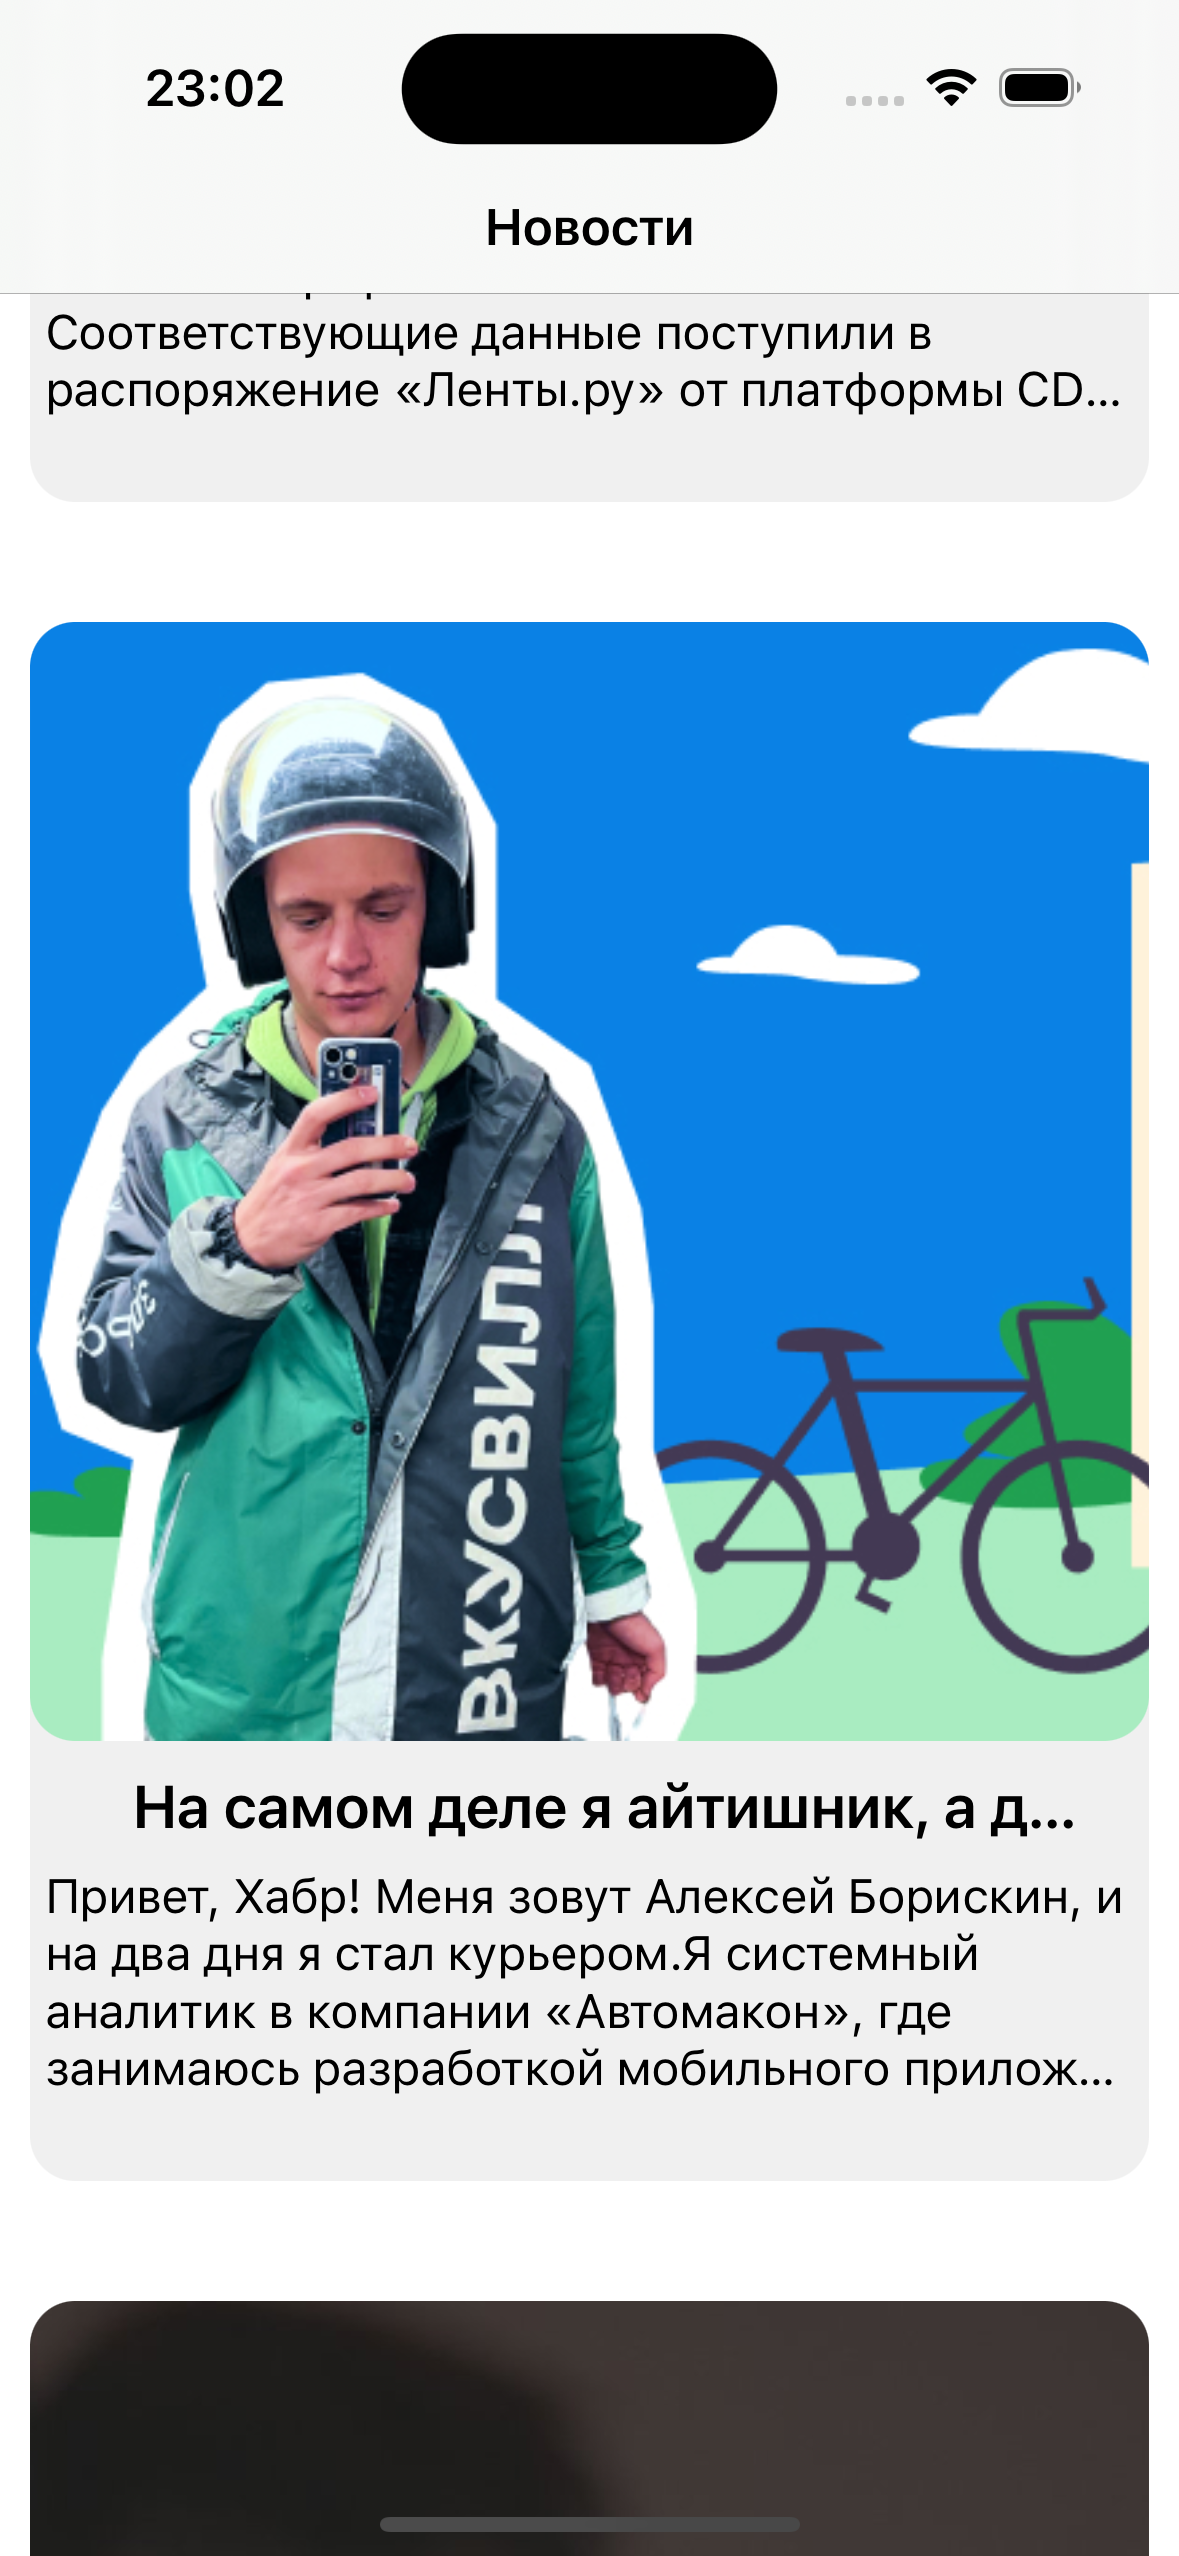 23:02
Новости
Соответствующие данные поступили в
распоряжение «Ленты.ру» от платформы CD...
ВКУСВИЛЛ
На самом деле я айтишник, а д...
Привет, Хабр! Меня зовут Алексей Борискин, и
на два дня я стал курьером.Я системный
аналитик в компании «Автомакон», где
занимаюсь разработкой мобильного прилож...